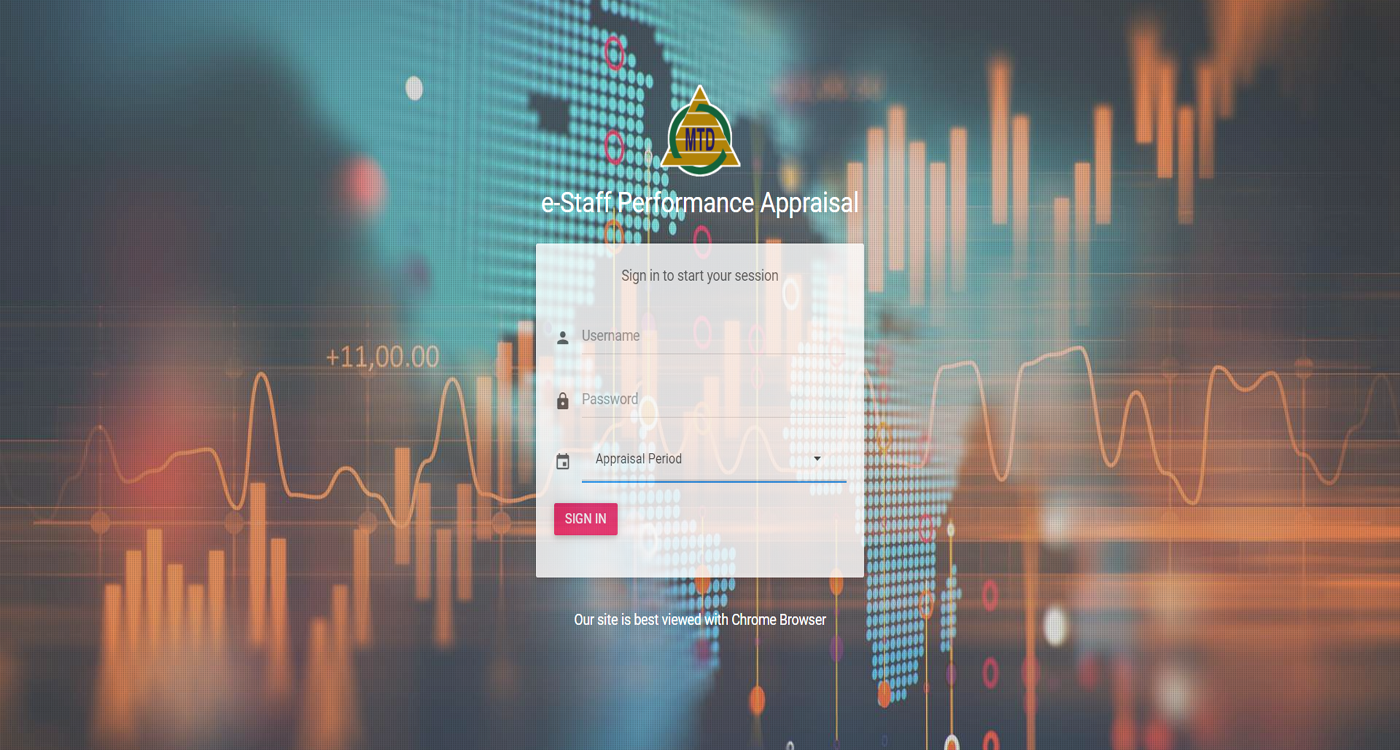 MTD
e-Staff Performance Appraisal
Sign in to start your session
Username
Password
Appraisal Period
SIGN IN
+11,00.00
Our site is best viewed with Chrome Browser